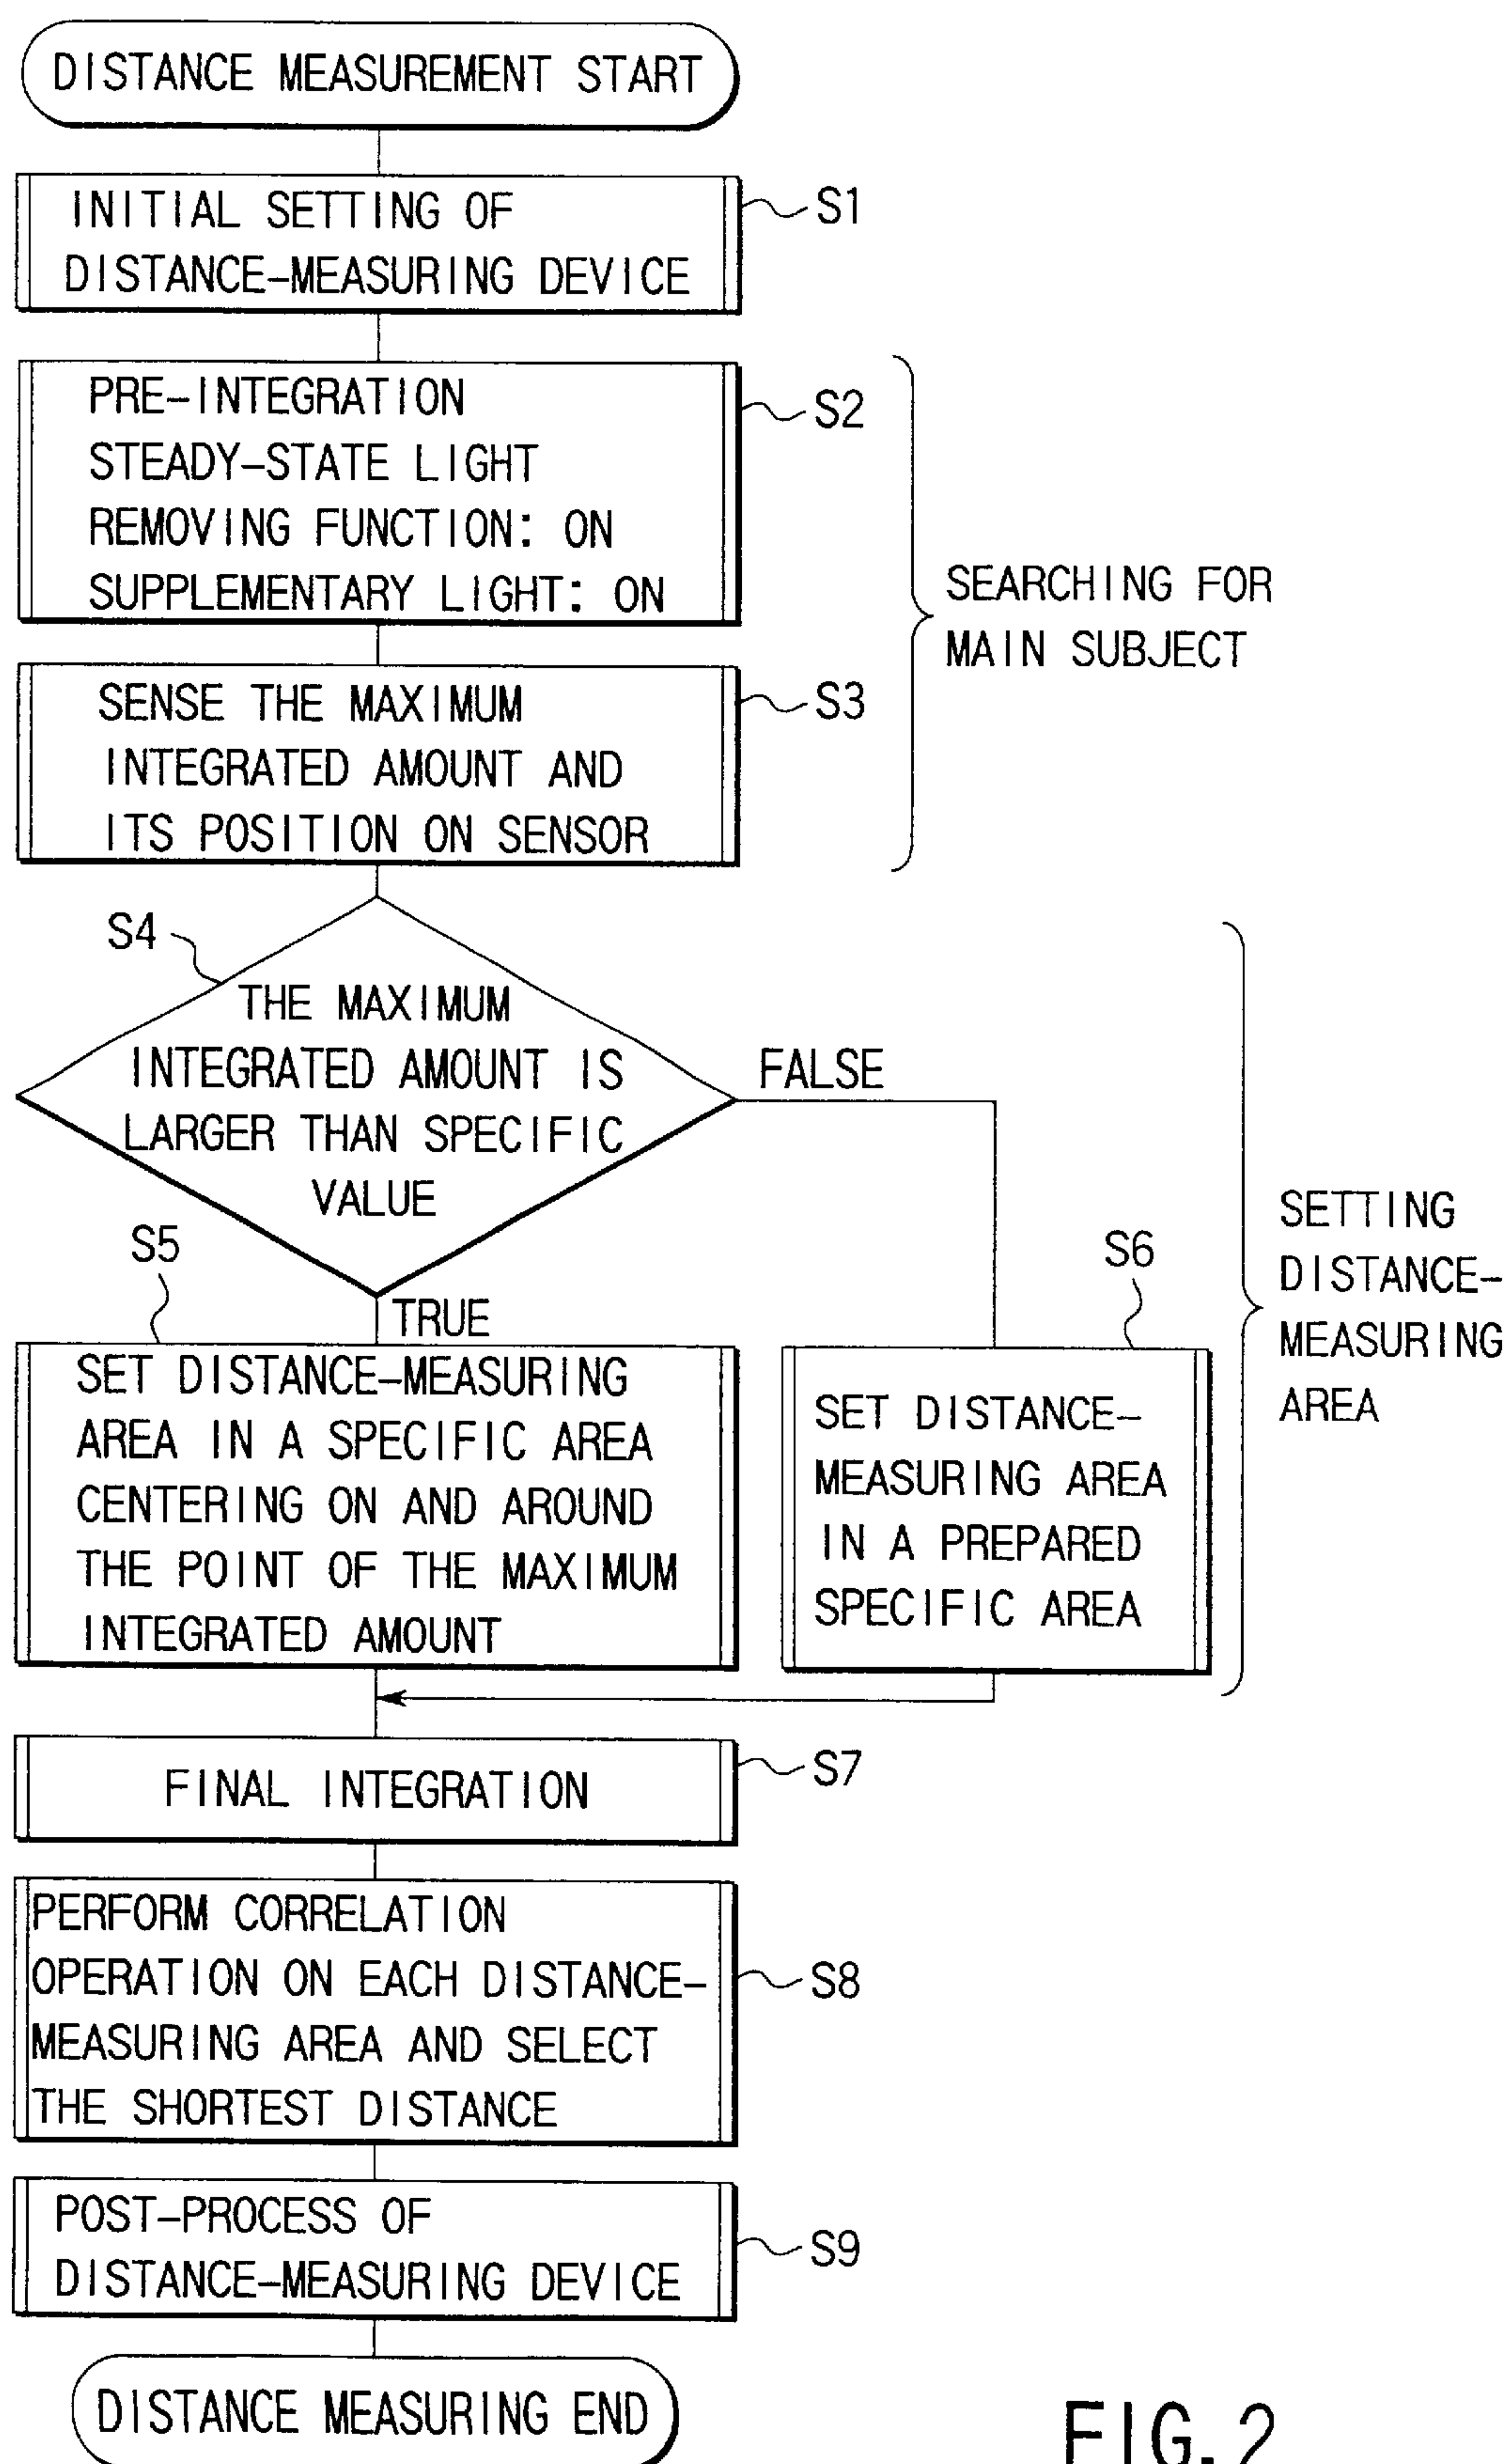 DISTANCE MEASUREMENT START
INITIAL SETTING OF
DISTANCE-MEASURING DEVICE
S1
PRE-INTEGRATION
STEADY-STATE LIGHT
REMOVING FUNCTION: ON
SUPPLEMENTARY LIGHT: ON
S2
SENSE THE MAXIMUM
INTEGRATED AMOUNT AND
ITS POSITION ON SENSOR
S3
SEARCHING FOR
MAIN SUBJECT
S4
THE MAXIMUM
INTEGRATED AMOUNT IS
LARGER THAN SPECIFIC
VALUE
FALSE
TRUE
S5
SET DISTANCE-MEASURING
AREA IN A SPECIFIC AREA
CENTERING ON AND AROUND
THE POINT OF THE MAXIMUM
INTEGRATED AMOUNT
S6
SET DISTANCE-
MEASURING AREA
IN A PREPARED
SPECIFIC AREA
SETTING
DISTANCE-
MEASURING
AREA
FINAL INTEGRATION
S7
PERFORM CORRELATION
OPERATION ON EACH DISTANCE-
MEASURING AREA AND SELECT
THE SHORTEST DISTANCE
S8
POST-PROCESS OF
DISTANCE-MEASURING DEVICE
S9
DISTANCE MEASURING END
FIG. 2